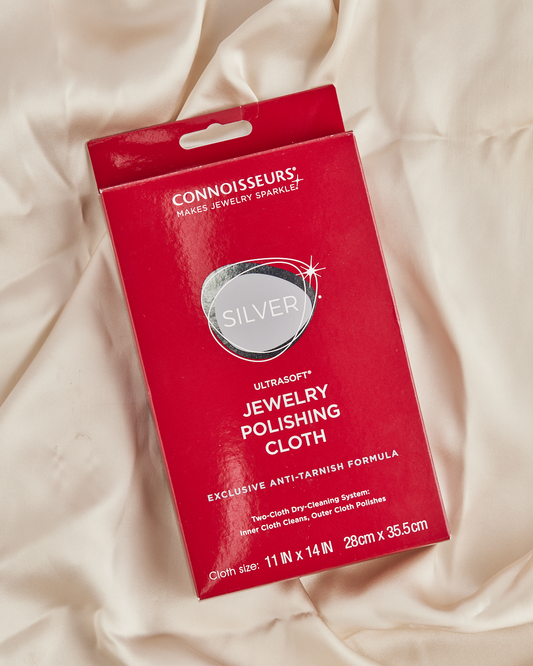 CONNOISSEURS®
MAKES JEWELRY SPARKLE
SILVER
ULTRASOFT®
JEWELRY
POLISHING
CLOTH
EXCLUSIVE ANTI-TARNISH FORMULA
Two-Cloth Dry-Cleaning System:
Inner Cloth Cleans, Outer Cloth Polishes
Cloth size: 11 IN x 14 IN 28cm x 35.5cm